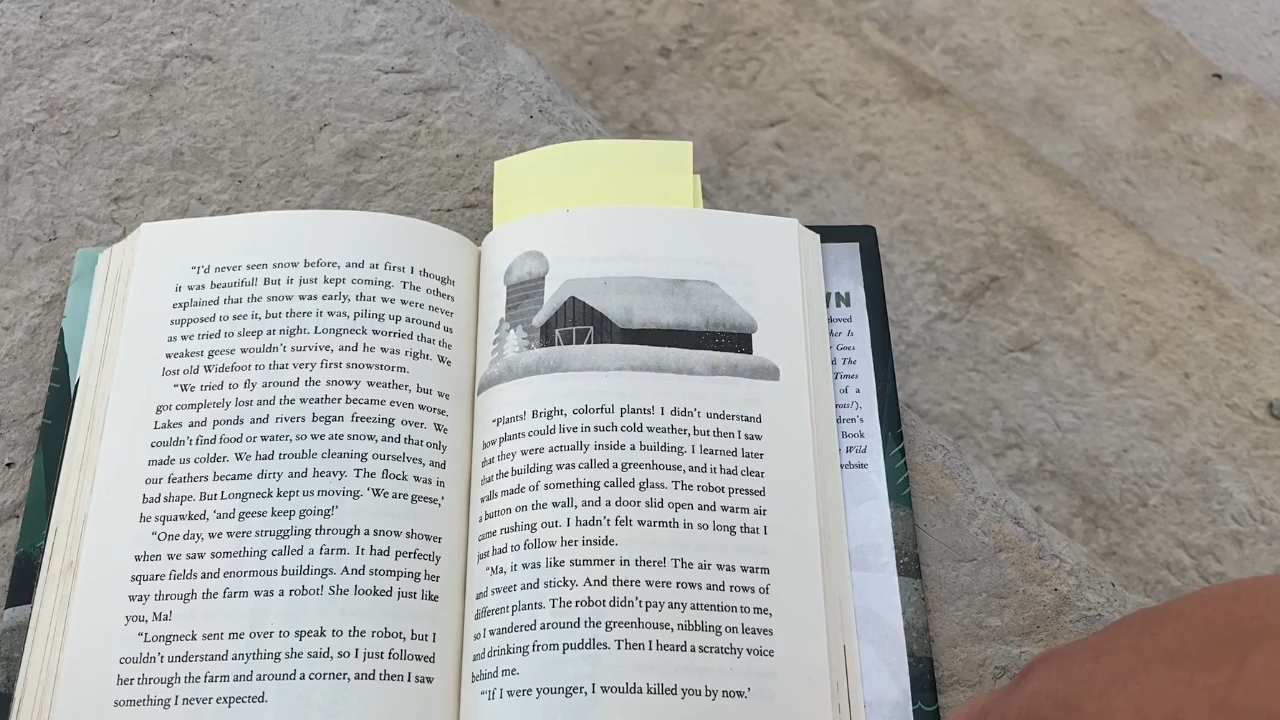 “I’d never seen snow before, and at first I thought
it was beautiful! But it just kept coming. The others
explained that the snow was early, that we were never
supposed to see it, but there it was, piling up around us
as we tried to sleep at night. Longneck worried that the
weakest geese wouldn’t survive, and he was right. We
lost old Widefoot to that very first snowstorm.
“We tried to fly around the snowy weather, but we
got completely lost and the weather became even worse.
Lakes and ponds and rivers began freezing over. We
couldn’t find food or water, so we ate snow, and that only
made us colder. We had trouble cleaning ourselves, and
our feathers became dirty and heavy. The flock was in
bad shape. But Longneck kept us moving. ‘We are geese,’
he squawked, ‘and geese keep going!’
“One day, we were struggling through a snow shower
when we saw something called a farm. It had perfectly
square fields and enormous buildings. And stomping her
way through the farm was a robot! She looked just like
you, Ma!
“Longneck sent me over to speak to the robot, but I
couldn’t understand anything she said, so I just followed
her through the farm and around a corner, and then I saw
something I never expected.
“Plants! Bright, colorful plants! I didn’t understand
how plants could live in such cold weather, but then I saw
that they were actually inside a building. I learned later
that the building was called a greenhouse, and it had clear
walls made of something called glass. The robot pressed
a button on the wall, and a door slid open and warm air
came rushing out. I hadn’t felt warmth in so long that I
just had to follow her inside.
“Ma, it was like summer in there! The air was warm
and sweet and sticky. And there were rows and rows of
different plants. The robot didn’t pay any attention to me,
so I wandered around the greenhouse, nibbling on leaves
and drinking from puddles. Then I heard a scratchy voice
behind me.
“‘If I were younger, I woulda killed you by now.’
WN
her Is
Goes
d The
Times
of a
rots!),
dren’s
Book
Wild
website